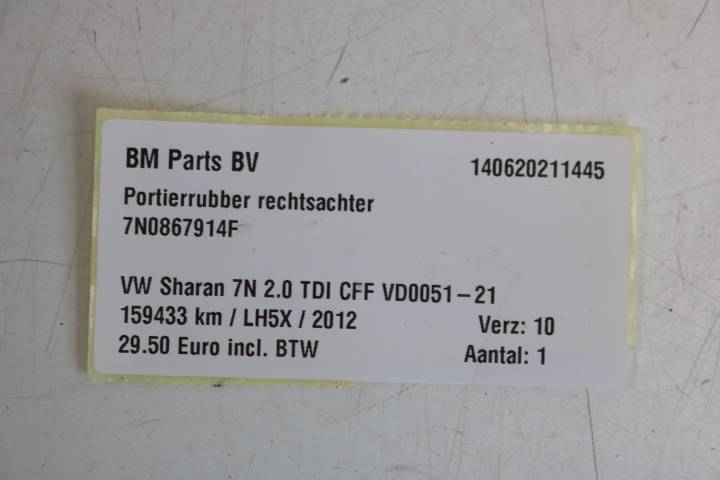 BM Parts BV 140620211445
Portierrubber rechtsachter
7N0867914F
VW Sharan 7N 2.0 TDI CFF VD0051-21
159433 km / LH5X / 2012 Verz: 10
29.50 Euro incl. BTW Aantal: 1